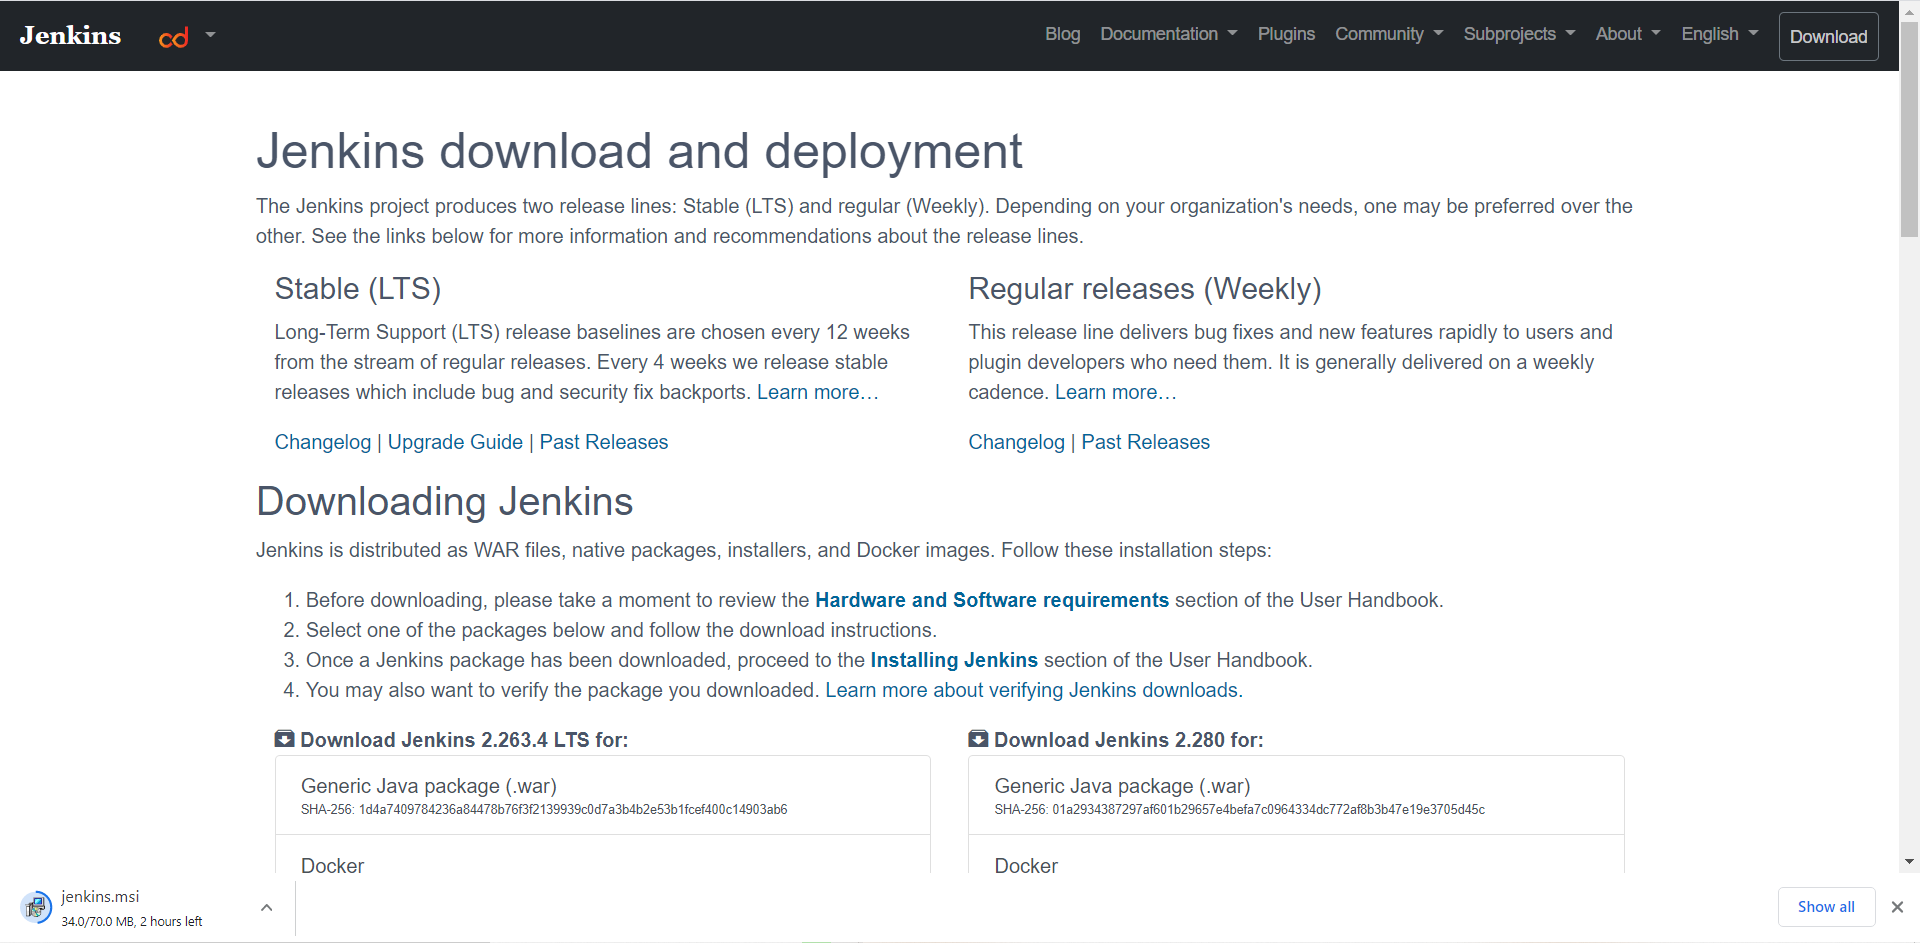 Jenkins
cd
Blog Documentation Plugins Community Subprojects About English Download
Jenkins download and deployment
The Jenkins project produces two release lines: Stable (LTS) and regular (Weekly). Depending on your organization's needs, one may be preferred over the
other. See the links below for more information and recommendations about the release lines.
Stable (LTS)
Long-Term Support (LTS) release baselines are chosen every 12 weeks
from the stream of regular releases. Every 4 weeks we release stable
releases which include bug and security fix backports. Learn more…
Changelog | Upgrade Guide | Past Releases
Regular releases (Weekly)
This release line delivers bug fixes and new features rapidly to users and
plugin developers who need them. It is generally delivered on a weekly
cadence. Learn more…
Changelog | Past Releases
Downloading Jenkins
Jenkins is distributed as WAR files, native packages, installers, and Docker images. Follow these installation steps:
1. Before downloading, please take a moment to review the Hardware and Software requirements section of the User Handbook.
2. Select one of the packages below and follow the download instructions.
3. Once a Jenkins package has been downloaded, proceed to the Installing Jenkins section of the User Handbook.
4. You may also want to verify the package you downloaded. Learn more about verifying Jenkins downloads.
Download Jenkins 2.263.4 LTS for:
Generic Java package (.war)
SHA-256: 1d4a7409784236a84478b76f3f2139939c0d7a3b4b2e53b1fcef400c14903ab6
Docker
Download Jenkins 2.280 for:
Generic Java package (.war)
SHA-256: 01a2934387297af601b29657e4befa7c0964334dc772af8b3b47e19e3705d45c
Docker
jenkins.msi
34.0/70.0 MB, 2 hours left
Show all